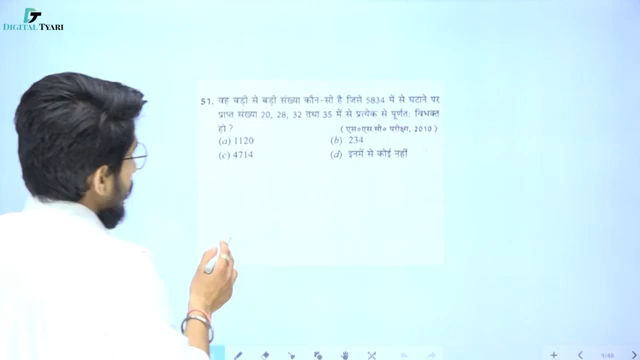 DT
DIGITAL TYARI
51. वह बड़ी से बड़ी संख्या कौन-सी है जिसे 5834 में से घटाने पर
प्राप्त संख्या 20, 28, 32 तथा 35 में से प्रत्येक से पूर्णतः विभक्त
हो ? (एस०एस०सी० परीक्षा, 2010)
(a) 1120 (b) 234
(c) 4714 (d) इनमें से कोई नहीं